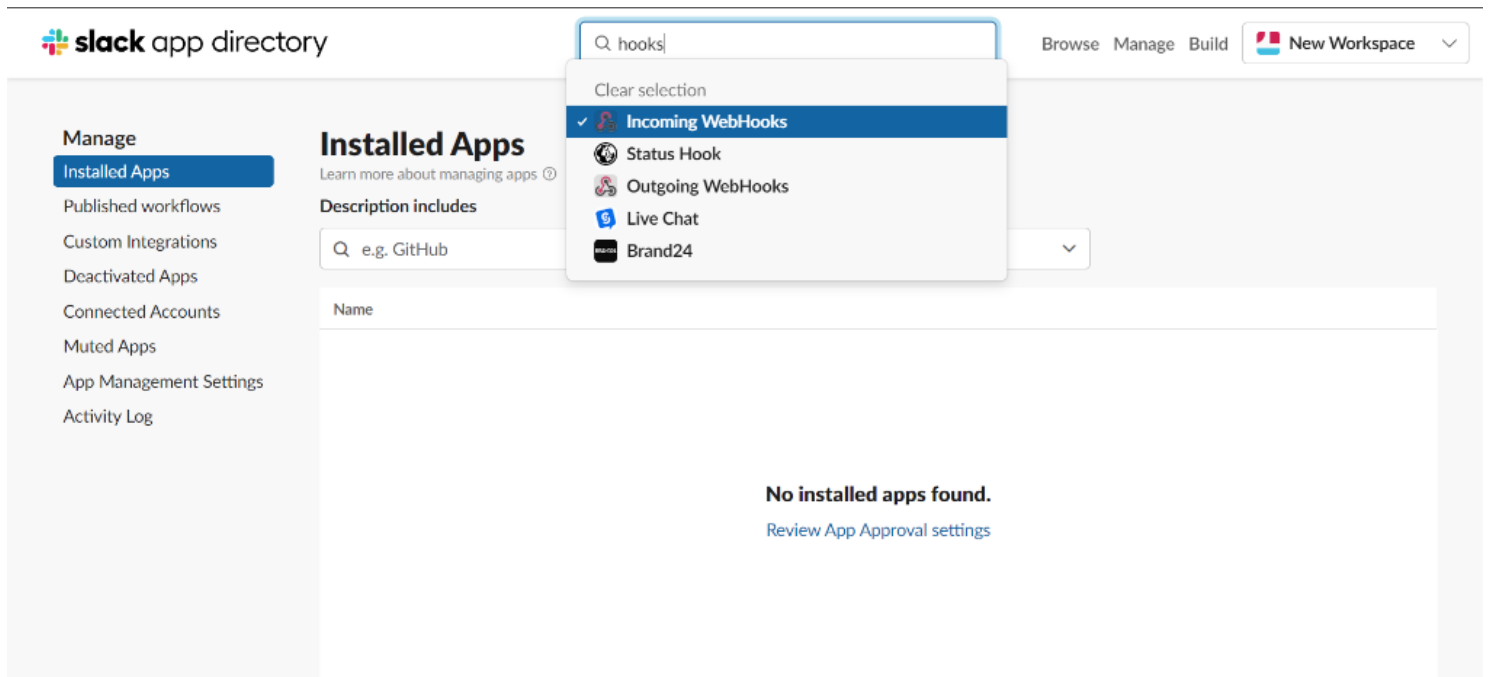 slack app directory
hooks
Browse Manage Build New Workspace
Clear selection
Incoming WebHooks
Status Hook
Outgoing WebHooks
Live Chat
Brand24
Manage
Installed Apps
Published workflows
Custom Integrations
Deactivated Apps
Connected Accounts
Muted Apps
App Management Settings
Activity Log
Installed Apps
Learn more about managing apps
Description includes
e.g. GitHub
Name
No installed apps found.
Review App Approval settings